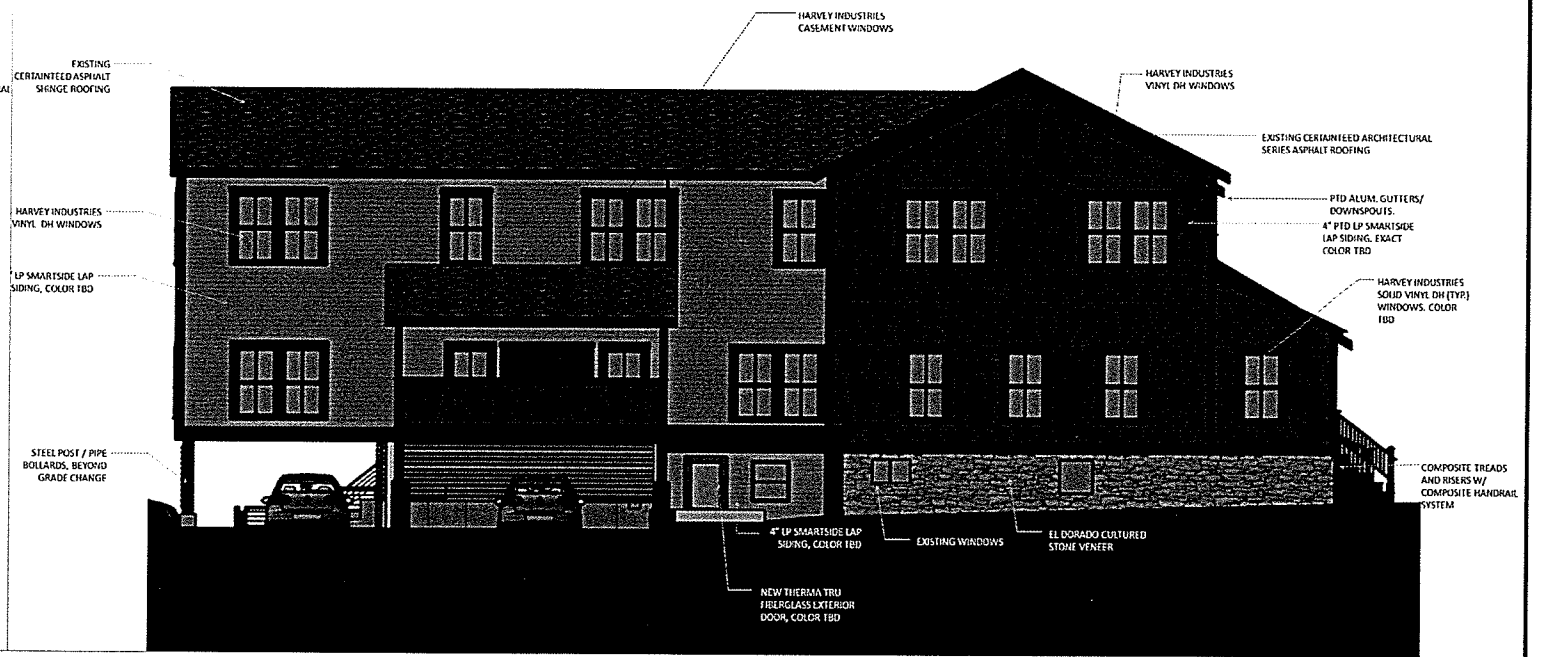 HARVEY INDUSTRIES
CASEMENT WINDOWS
EXISTING
CERTAINTEED ASPHALT
SHINGE ROOFING
HARVEY INDUSTRIES
VINYL DH WINDOWS
EXISTING CERTAINTEED ARCHITECTURAL
SERIES ASPHALT ROOFING
HARVEY INDUSTRIES
VINYL DH WINDOWS
PTD ALUM. GUTTERS/
DOWNSPOUTS.
4" PTD LP SMARTSIDE
LAP SIDING. EXACT
COLOR TBD
LP SMARTSIDE LAP
SIDING, COLOR TBD
HARVEY INDUSTRIES
SOLID VINYL DH (TYP.)
WINDOWS. COLOR
TBD
STEEL POST / PIPE
BOLLARDS, BEYOND
GRADE CHANGE
COMPOSITE TREADS
AND RISERS W/
COMPOSITE HANDRAIL
SYSTEM
4" LP SMARTSIDE LAP
SIDING, COLOR TBD
EXISTING WINDOWS
EL DORADO CULTURED
STONE VENEER
NEW THERMA TRU
FIBERGLASS EXTERIOR
DOOR, COLOR TBD